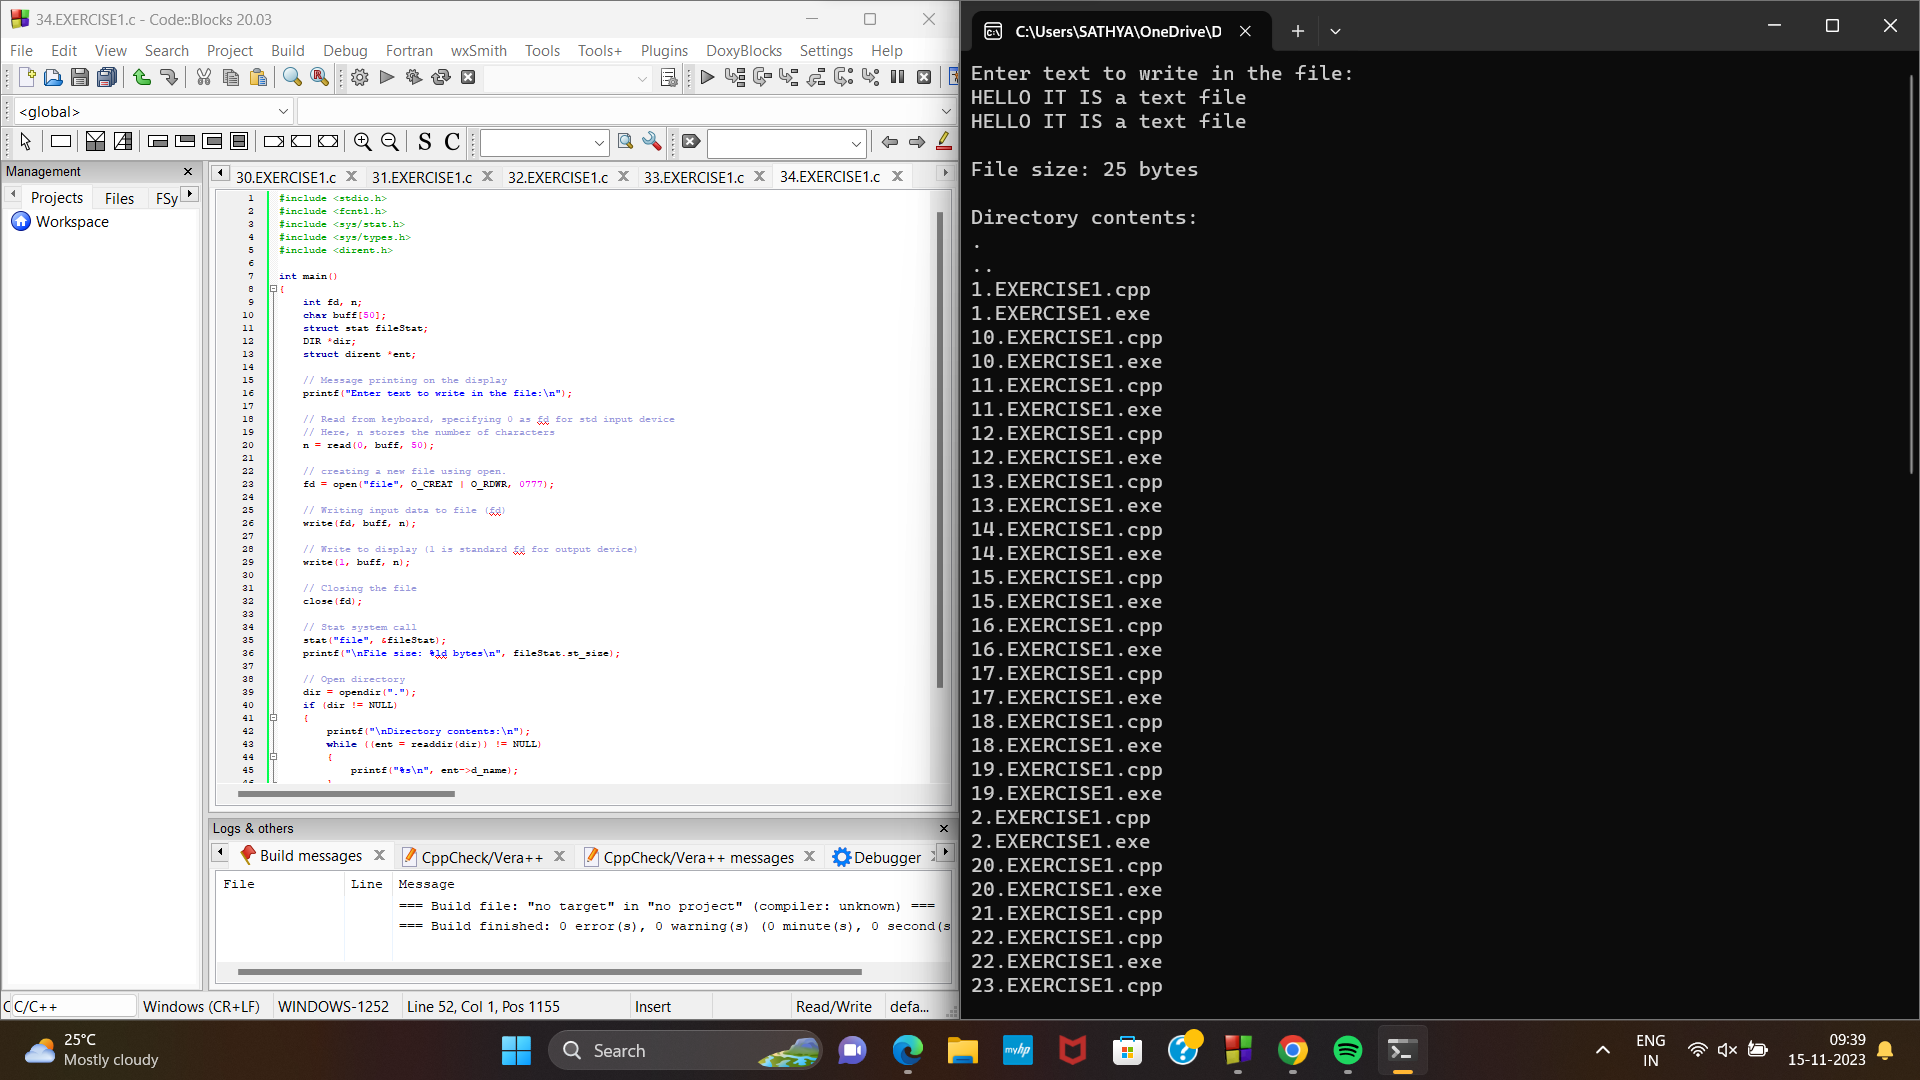 34.EXERCISE1.c - Code::Blocks 20.03
File Edit View Search Project Build Debug Fortran wxSmith Tools Tools+ Plugins DoxyBlocks Settings Help
<global>
S C
Management
Projects Files FSy
Workspace
30.EXERCISE1.c 31.EXERCISE1.c 32.EXERCISE1.c 33.EXERCISE1.c 34.EXERCISE1.c
1 #include <stdio.h>
2 #include <fcntl.h>
3 #include <sys/stat.h>
4 #include <sys/types.h>
5 #include <dirent.h>
6
7 int main()
8 {
9 int fd, n;
10 char buff[50];
11 struct stat fileStat;
12 DIR *dir;
13 struct dirent *ent;
14
15 // Message printing on the display
16 printf("Enter text to write in the file:\n");
17
18 // Read from keyboard, specifying 0 as fd for std input device
19 // Here, n stores the number of characters
20 n = read(0, buff, 50);
21
22 // creating a new file using open.
23 fd = open("file", O_CREAT | O_RDWR, 0777);
24
25 // Writing input data to file (fd)
26 write(fd, buff, n);
27
28 // Write to display (1 is standard fd for output device)
29 write(1, buff, n);
30
31 // Closing the file
32 close(fd);
33
34 // Stat system call
35 stat("file", &fileStat);
36 printf("\nFile size: %ld bytes\n", fileStat.st_size);
37
38 // Open directory
39 dir = opendir(".");
40 if (dir != NULL)
41 {
42 printf("\nDirectory contents:\n");
43 while ((ent = readdir(dir)) != NULL)
44 {
45 printf("%s\n", ent->d_name);
Logs & others
Build messages CppCheck/Vera++ CppCheck/Vera++ messages Debugger
File Line Message
=== Build file: "no target" in "no project" (compiler: unknown) ===
=== Build finished: 0 error(s), 0 warning(s) (0 minute(s), 0 second(s
C/C++ Windows (CR+LF) WINDOWS-1252 Line 52, Col 1, Pos 1155 Insert Read/Write defa...
C:\Users\SATHYA\OneDrive\D
Enter text to write in the file:
HELLO IT IS a text file
HELLO IT IS a text file
File size: 25 bytes
Directory contents:
.
..
1.EXERCISE1.cpp
1.EXERCISE1.exe
10.EXERCISE1.cpp
10.EXERCISE1.exe
11.EXERCISE1.cpp
11.EXERCISE1.exe
12.EXERCISE1.cpp
12.EXERCISE1.exe
13.EXERCISE1.cpp
13.EXERCISE1.exe
14.EXERCISE1.cpp
14.EXERCISE1.exe
15.EXERCISE1.cpp
15.EXERCISE1.exe
16.EXERCISE1.cpp
16.EXERCISE1.exe
17.EXERCISE1.cpp
17.EXERCISE1.exe
18.EXERCISE1.cpp
18.EXERCISE1.exe
19.EXERCISE1.cpp
19.EXERCISE1.exe
2.EXERCISE1.cpp
2.EXERCISE1.exe
20.EXERCISE1.cpp
20.EXERCISE1.exe
21.EXERCISE1.cpp
22.EXERCISE1.cpp
22.EXERCISE1.exe
23.EXERCISE1.cpp
25°C
Mostly cloudy
Search
myhp
ENG
IN
09:39
15-11-2023